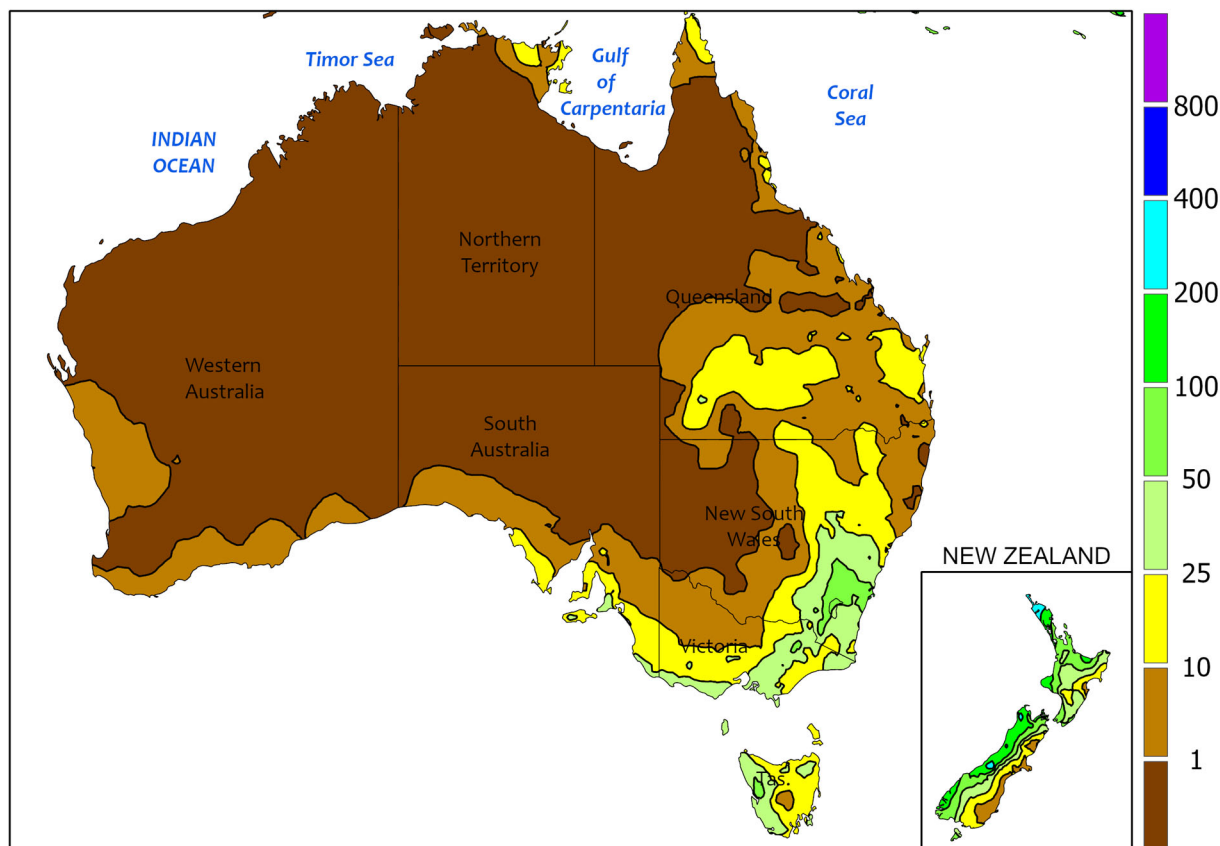 Timor Sea
Gulf
of
Carpentaria
Coral
Sea
INDIAN
OCEAN
Northern
Territory
Queensland
Western
Australia
South
Australia
New South
Wales
Victoria
Tas.
NEW ZEALAND
800
400
200
100
50
25
10
1